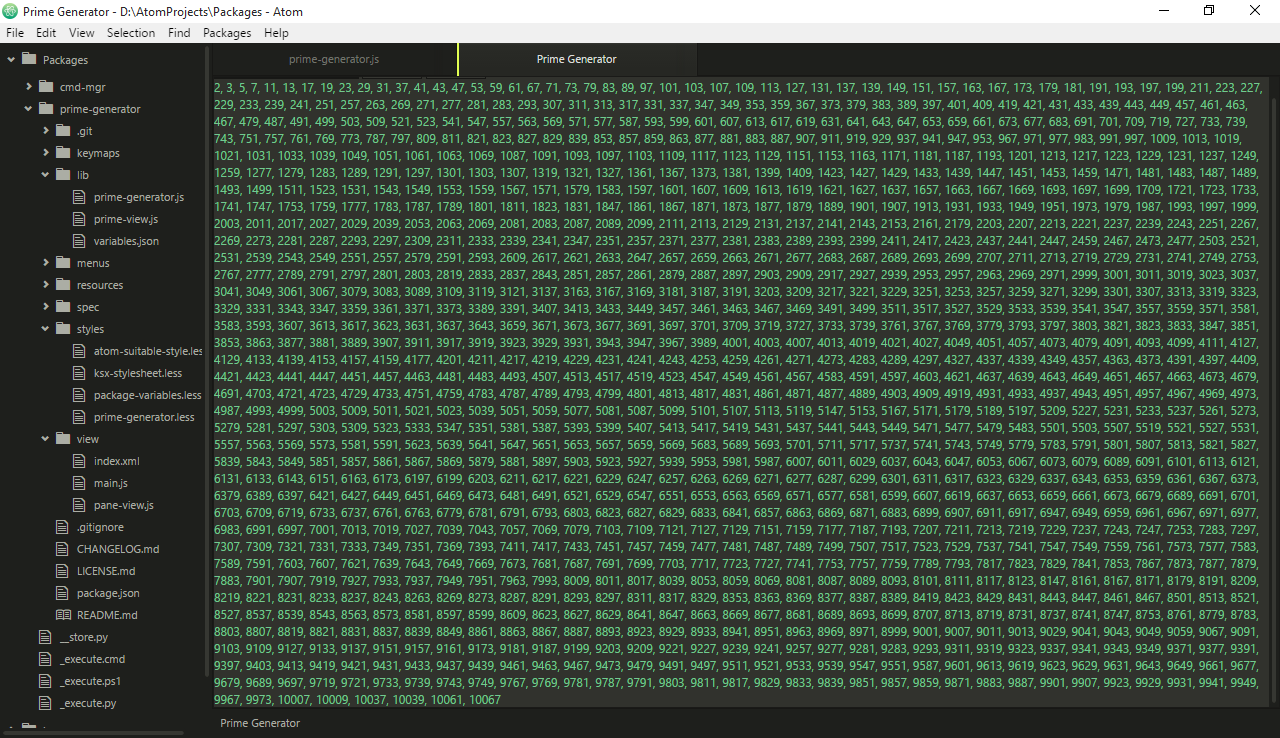 Prime Generator - D:\AtomProjects\Packages - Atom
File Edit View Selection Find Packages Help
Packages
cmd-mgr
prime-generator
.git
keymaps
lib
prime-generator.js
prime-view.js
variables.json
menus
resources
spec
styles
atom-suitable-style.les
ksx-stylesheet.less
package-variables.less
prime-generator.less
view
index.xml
main.js
pane-view.js
.gitignore
CHANGELOG.md
LICENSE.md
package.json
README.md
__store.py
_execute.cmd
_execute.ps1
_execute.py
prime-generator.js
Prime Generator
2, 3, 5, 7, 11, 13, 17, 19, 23, 29, 31, 37, 41, 43, 47, 53, 59, 61, 67, 71, 73, 79, 83, 89, 97, 101, 103, 107, 109, 113, 127, 131, 137, 139, 149, 151, 157, 163, 167, 173, 179, 181, 191, 193, 197, 199, 211, 223, 227,
229, 233, 239, 241, 251, 257, 263, 269, 271, 277, 281, 283, 293, 307, 311, 313, 317, 331, 337, 347, 349, 353, 359, 367, 373, 379, 383, 389, 397, 401, 409, 419, 421, 431, 433, 439, 443, 449, 457, 461, 463,
467, 479, 487, 491, 499, 503, 509, 521, 523, 541, 547, 557, 563, 569, 571, 577, 587, 593, 599, 601, 607, 613, 617, 619, 631, 641, 643, 647, 653, 659, 661, 673, 677, 683, 691, 701, 709, 719, 727, 733, 739,
743, 751, 757, 761, 769, 773, 787, 797, 809, 811, 821, 823, 827, 829, 839, 853, 857, 859, 863, 877, 881, 883, 887, 907, 911, 919, 929, 937, 941, 947, 953, 967, 971, 977, 983, 991, 997, 1009, 1013, 1019,
1021, 1031, 1033, 1039, 1049, 1051, 1061, 1063, 1069, 1087, 1091, 1093, 1097, 1103, 1109, 1117, 1123, 1129, 1151, 1153, 1163, 1171, 1181, 1187, 1193, 1201, 1213, 1217, 1223, 1229, 1231, 1237, 1249,
1259, 1277, 1279, 1283, 1289, 1291, 1297, 1301, 1303, 1307, 1319, 1321, 1327, 1361, 1367, 1373, 1381, 1399, 1409, 1423, 1427, 1429, 1433, 1439, 1447, 1451, 1453, 1459, 1471, 1481, 1483, 1487, 1489,
1493, 1499, 1511, 1523, 1531, 1543, 1549, 1553, 1559, 1567, 1571, 1579, 1583, 1597, 1601, 1607, 1609, 1613, 1619, 1621, 1627, 1637, 1657, 1663, 1667, 1669, 1693, 1697, 1699, 1709, 1721, 1723, 1733,
1741, 1747, 1753, 1759, 1777, 1783, 1787, 1789, 1801, 1811, 1823, 1831, 1847, 1861, 1867, 1871, 1873, 1877, 1879, 1889, 1901, 1907, 1913, 1931, 1933, 1949, 1951, 1973, 1979, 1987, 1993, 1997, 1999,
2003, 2011, 2017, 2027, 2029, 2039, 2053, 2063, 2069, 2081, 2083, 2087, 2089, 2099, 2111, 2113, 2129, 2131, 2137, 2141, 2143, 2153, 2161, 2179, 2203, 2207, 2213, 2221, 2237, 2239, 2243, 2251, 2267,
2269, 2273, 2281, 2287, 2293, 2297, 2309, 2311, 2333, 2339, 2341, 2347, 2351, 2357, 2371, 2377, 2381, 2383, 2389, 2393, 2399, 2411, 2417, 2423, 2437, 2441, 2447, 2459, 2467, 2473, 2477, 2503, 2521,
2531, 2539, 2543, 2549, 2551, 2557, 2579, 2591, 2593, 2609, 2617, 2621, 2633, 2647, 2657, 2659, 2663, 2671, 2677, 2683, 2687, 2689, 2693, 2699, 2707, 2711, 2713, 2719, 2729, 2731, 2741, 2749, 2753,
2767, 2777, 2789, 2791, 2797, 2801, 2803, 2819, 2833, 2837, 2843, 2851, 2857, 2861, 2879, 2887, 2897, 2903, 2909, 2917, 2927, 2939, 2953, 2957, 2963, 2969, 2971, 2999, 3001, 3011, 3019, 3023, 3037,
3041, 3049, 3061, 3067, 3079, 3083, 3089, 3109, 3119, 3121, 3137, 3163, 3167, 3169, 3181, 3187, 3191, 3203, 3209, 3217, 3221, 3229, 3251, 3253, 3257, 3259, 3271, 3299, 3301, 3307, 3313, 3319, 3323,
3329, 3331, 3343, 3347, 3359, 3361, 3371, 3373, 3389, 3391, 3407, 3413, 3433, 3449, 3457, 3461, 3463, 3467, 3469, 3491, 3499, 3511, 3517, 3527, 3529, 3533, 3539, 3541, 3547, 3557, 3559, 3571, 3581,
3583, 3593, 3607, 3613, 3617, 3623, 3631, 3637, 3643, 3659, 3671, 3673, 3677, 3691, 3697, 3701, 3709, 3719, 3727, 3733, 3739, 3761, 3767, 3769, 3779, 3793, 3797, 3803, 3821, 3823, 3833, 3847, 3851,
3853, 3863, 3877, 3881, 3889, 3907, 3911, 3917, 3919, 3923, 3929, 3931, 3943, 3947, 3967, 3989, 4001, 4003, 4007, 4013, 4019, 4021, 4027, 4049, 4051, 4057, 4073, 4079, 4091, 4093, 4099, 4111, 4127,
4129, 4133, 4139, 4153, 4157, 4159, 4177, 4201, 4211, 4217, 4219, 4229, 4231, 4241, 4243, 4253, 4259, 4261, 4271, 4273, 4283, 4289, 4297, 4327, 4337, 4339, 4349, 4357, 4363, 4373, 4391, 4397, 4409,
4421, 4423, 4441, 4447, 4451, 4457, 4463, 4481, 4483, 4493, 4507, 4513, 4517, 4519, 4523, 4547, 4549, 4561, 4567, 4583, 4591, 4597, 4603, 4621, 4637, 4639, 4643, 4649, 4651, 4657, 4663, 4673, 4679,
4691, 4703, 4721, 4723, 4729, 4733, 4751, 4759, 4783, 4787, 4789, 4793, 4799, 4801, 4813, 4817, 4831, 4861, 4871, 4877, 4889, 4903, 4909, 4919, 4931, 4933, 4937, 4943, 4951, 4957, 4967, 4969, 4973,
4987, 4993, 4999, 5003, 5009, 5011, 5021, 5023, 5039, 5051, 5059, 5077, 5081, 5087, 5099, 5101, 5107, 5113, 5119, 5147, 5153, 5167, 5171, 5179, 5189, 5197, 5209, 5227, 5231, 5233, 5237, 5261, 5273,
5279, 5281, 5297, 5303, 5309, 5323, 5333, 5347, 5351, 5381, 5387, 5393, 5399, 5407, 5413, 5417, 5419, 5431, 5437, 5441, 5443, 5449, 5471, 5477, 5479, 5483, 5501, 5503, 5507, 5519, 5521, 5527, 5531,
5557, 5563, 5569, 5573, 5581, 5591, 5623, 5639, 5641, 5647, 5651, 5653, 5657, 5659, 5669, 5683, 5689, 5693, 5701, 5711, 5717, 5737, 5741, 5743, 5749, 5779, 5783, 5791, 5801, 5807, 5813, 5821, 5827,
5839, 5843, 5849, 5851, 5857, 5861, 5867, 5869, 5879, 5881, 5897, 5903, 5923, 5927, 5939, 5953, 5981, 5987, 6007, 6011, 6029, 6037, 6043, 6047, 6053, 6067, 6073, 6079, 6089, 6091, 6101, 6113, 6121,
6131, 6133, 6143, 6151, 6163, 6173, 6197, 6199, 6203, 6211, 6217, 6221, 6229, 6247, 6257, 6263, 6269, 6271, 6277, 6287, 6299, 6301, 6311, 6317, 6323, 6329, 6337, 6343, 6353, 6359, 6361, 6367, 6373,
6379, 6389, 6397, 6421, 6427, 6449, 6451, 6469, 6473, 6481, 6491, 6521, 6529, 6547, 6551, 6553, 6563, 6569, 6571, 6577, 6581, 6599, 6607, 6619, 6637, 6653, 6659, 6661, 6673, 6679, 6689, 6691, 6701,
6703, 6709, 6719, 6733, 6737, 6761, 6763, 6779, 6781, 6791, 6793, 6803, 6823, 6827, 6829, 6833, 6841, 6857, 6863, 6869, 6871, 6883, 6899, 6907, 6911, 6917, 6947, 6949, 6959, 6961, 6967, 6971, 6977,
6983, 6991, 6997, 7001, 7013, 7019, 7027, 7039, 7043, 7057, 7069, 7079, 7103, 7109, 7121, 7127, 7129, 7151, 7159, 7177, 7187, 7193, 7207, 7211, 7213, 7219, 7229, 7237, 7243, 7247, 7253, 7283, 7297,
7307, 7309, 7321, 7331, 7333, 7349, 7351, 7369, 7393, 7411, 7417, 7433, 7451, 7457, 7459, 7477, 7481, 7487, 7489, 7499, 7507, 7517, 7523, 7529, 7537, 7541, 7547, 7549, 7559, 7561, 7573, 7577, 7583,
7589, 7591, 7603, 7607, 7621, 7639, 7643, 7649, 7669, 7673, 7681, 7687, 7691, 7699, 7703, 7717, 7723, 7727, 7741, 7753, 7757, 7759, 7789, 7793, 7817, 7823, 7829, 7841, 7853, 7867, 7873, 7877, 7879,
7883, 7901, 7907, 7919, 7927, 7933, 7937, 7949, 7951, 7963, 7993, 8009, 8011, 8017, 8039, 8053, 8059, 8069, 8081, 8087, 8089, 8093, 8101, 8111, 8117, 8123, 8147, 8161, 8167, 8171, 8179, 8191, 8209,
8219, 8221, 8231, 8233, 8237, 8243, 8263, 8269, 8273, 8287, 8291, 8293, 8297, 8311, 8317, 8329, 8353, 8363, 8369, 8377, 8387, 8389, 8419, 8423, 8429, 8431, 8443, 8447, 8461, 8467, 8501, 8513, 8521,
8527, 8537, 8539, 8543, 8563, 8573, 8581, 8597, 8599, 8609, 8623, 8627, 8629, 8641, 8647, 8663, 8669, 8677, 8681, 8689, 8693, 8699, 8707, 8713, 8719, 8731, 8737, 8741, 8747, 8753, 8761, 8779, 8783,
8803, 8807, 8819, 8821, 8831, 8837, 8839, 8849, 8861, 8863, 8867, 8887, 8893, 8923, 8929, 8933, 8941, 8951, 8963, 8969, 8971, 8999, 9001, 9007, 9011, 9013, 9029, 9041, 9043, 9049, 9059, 9067, 9091,
9103, 9109, 9127, 9133, 9137, 9151, 9157, 9161, 9173, 9181, 9187, 9199, 9203, 9209, 9221, 9227, 9239, 9241, 9257, 9277, 9281, 9283, 9293, 9311, 9319, 9323, 9337, 9341, 9343, 9349, 9371, 9377, 9391,
9397, 9403, 9413, 9419, 9421, 9431, 9433, 9437, 9439, 9461, 9463, 9467, 9473, 9479, 9491, 9497, 9511, 9521, 9533, 9539, 9547, 9551, 9587, 9601, 9613, 9619, 9623, 9629, 9631, 9643, 9649, 9661, 9677,
9679, 9689, 9697, 9719, 9721, 9733, 9739, 9743, 9749, 9767, 9769, 9781, 9787, 9791, 9803, 9811, 9817, 9829, 9833, 9839, 9851, 9857, 9859, 9871, 9883, 9887, 9901, 9907, 9923, 9929, 9931, 9941, 9949,
9967, 9973, 10007, 10009, 10037, 10039, 10061, 10067
Prime Generator